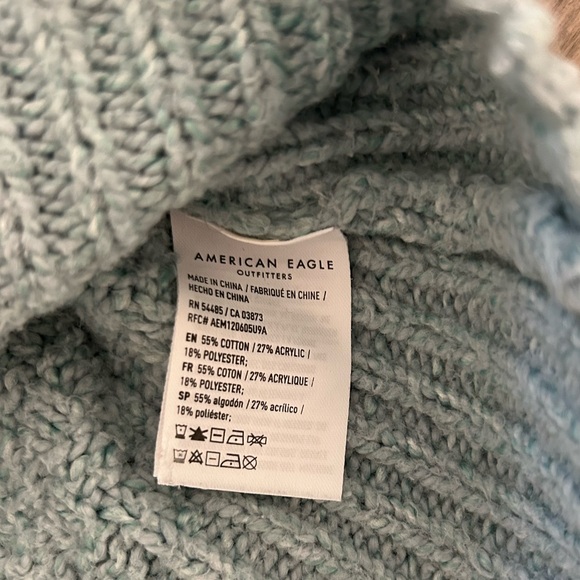 AMERICAN EAGLE
OUTFITTERS
MADE IN CHINA / FABRIQUÉ EN CHINE /
HECHO EN CHINA
RN 54485 / CA 03873
RFC# AEM120605U9A
EN 55% COTTON / 27% ACRYLIC /
18% POLYESTER;
FR 55% COTON / 27% ACRYLIQUE /
18% POLYESTER;
SP 55% algodón / 27% acrílico /
18% poliéster;